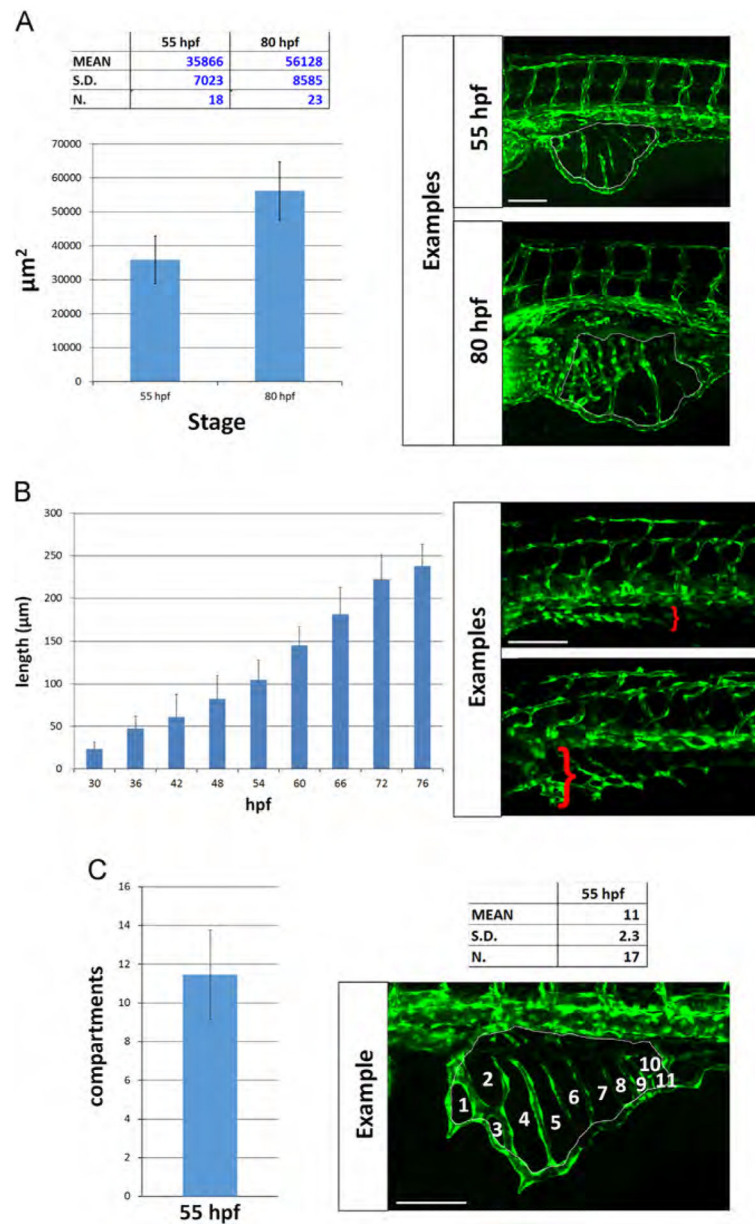 A
55 hpf 80 hpf
MEAN 35866 56128
S.D. 7023 8585
N. 18 23
70000
60000
50000
40000
30000
20000
10000
0
µm²
55 hpf 80 hpf
Stage
Examples
55 hpf
80 hpf
B
300
250
200
150
100
50
0
length (µm)
30 36 42 48 54 60 66 72 76
hpf
Examples
}
}
C
16
14
12
10
8
6
4
2
0
compartments
55 hpf
55 hpf
MEAN 11
S.D. 2.3
N. 17
Example
1 2 3 4 5 6 7 8 9 10 11